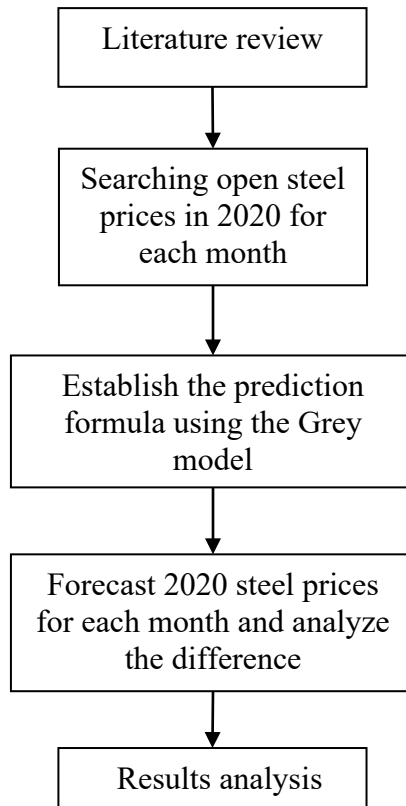 Literature review
Searching open steel
prices in 2020 for
each month
Establish the prediction
formula using the Grey
model
Forecast 2020 steel prices
for each month and analyze
the difference
Results analysis